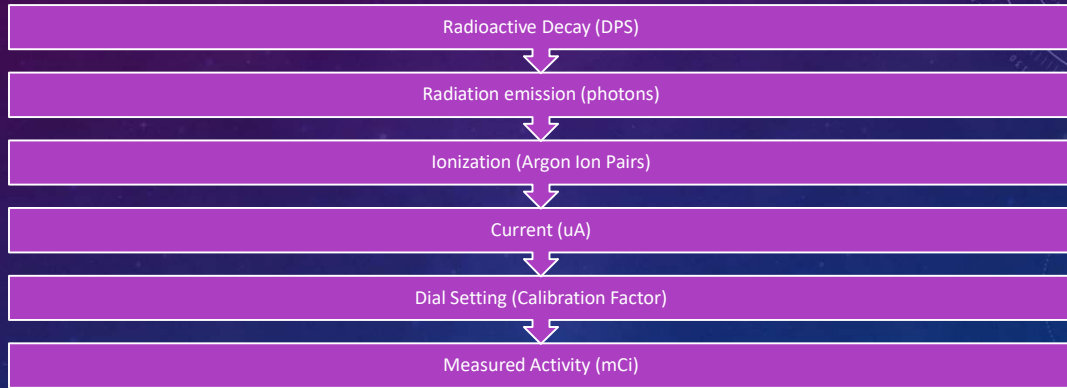 Radioactive Decay (DPS)
Radiation emission (photons)
Ionization (Argon Ion Pairs)
Current (uA)
Dial Setting (Calibration Factor)
Measured Activity (mCi)